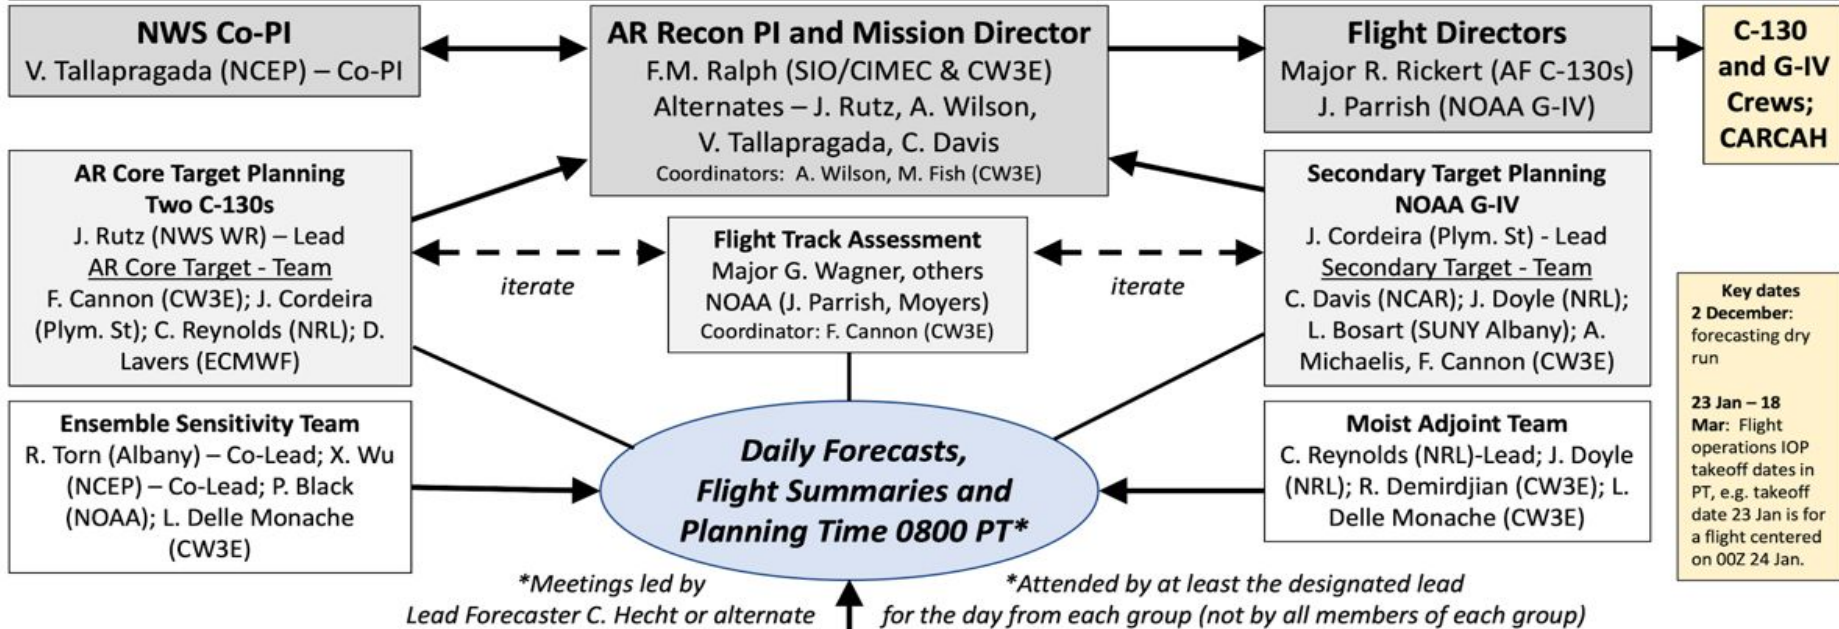 NWS Co-PI
V. Tallapragada (NCEP) – Co-PI
AR Recon PI and Mission Director
F.M. Ralph (SIO/CIMEC & CW3E)
Alternates – J. Rutz, A. Wilson,
V. Tallapragada, C. Davis
Coordinators: A. Wilson, M. Fish (CW3E)
Flight Directors
Major R. Rickert (AF C-130s)
J. Parrish (NOAA G-IV)
C-130
and G-IV
Crews;
CARCAH
AR Core Target Planning
Two C-130s
J. Rutz (NWS WR) – Lead
AR Core Target - Team
F. Cannon (CW3E); J. Cordeira
(Plym. St); C. Reynolds (NRL); D.
Lavers (ECMWF)
iterate
Flight Track Assessment
Major G. Wagner, others
NOAA (J. Parrish, Moyers)
Coordinator: F. Cannon (CW3E)
iterate
Secondary Target Planning
NOAA G-IV
J. Cordeira (Plym. St) - Lead
Secondary Target - Team
C. Davis (NCAR); J. Doyle (NRL);
L. Bosart (SUNY Albany); A.
Michaelis, F. Cannon (CW3E)
Key dates
2 December:
forecasting dry
run
23 Jan – 18
Mar: Flight
operations IOP
takeoff dates in
PT, e.g. takeoff
date 23 Jan is for
a flight centered
on 00Z 24 Jan.
Ensemble Sensitivity Team
R. Torn (Albany) – Co-Lead; X. Wu
(NCEP) – Co-Lead; P. Black
(NOAA); L. Delle Monache
(CW3E)
Daily Forecasts,
Flight Summaries and
Planning Time 0800 PT*
Moist Adjoint Team
C. Reynolds (NRL)-Lead; J. Doyle
(NRL); R. Demirdjian (CW3E); L.
Delle Monache (CW3E)
*Meetings led by
Lead Forecaster C. Hecht or alternate
*Attended by at least the designated lead
for the day from each group (not by all members of each group)